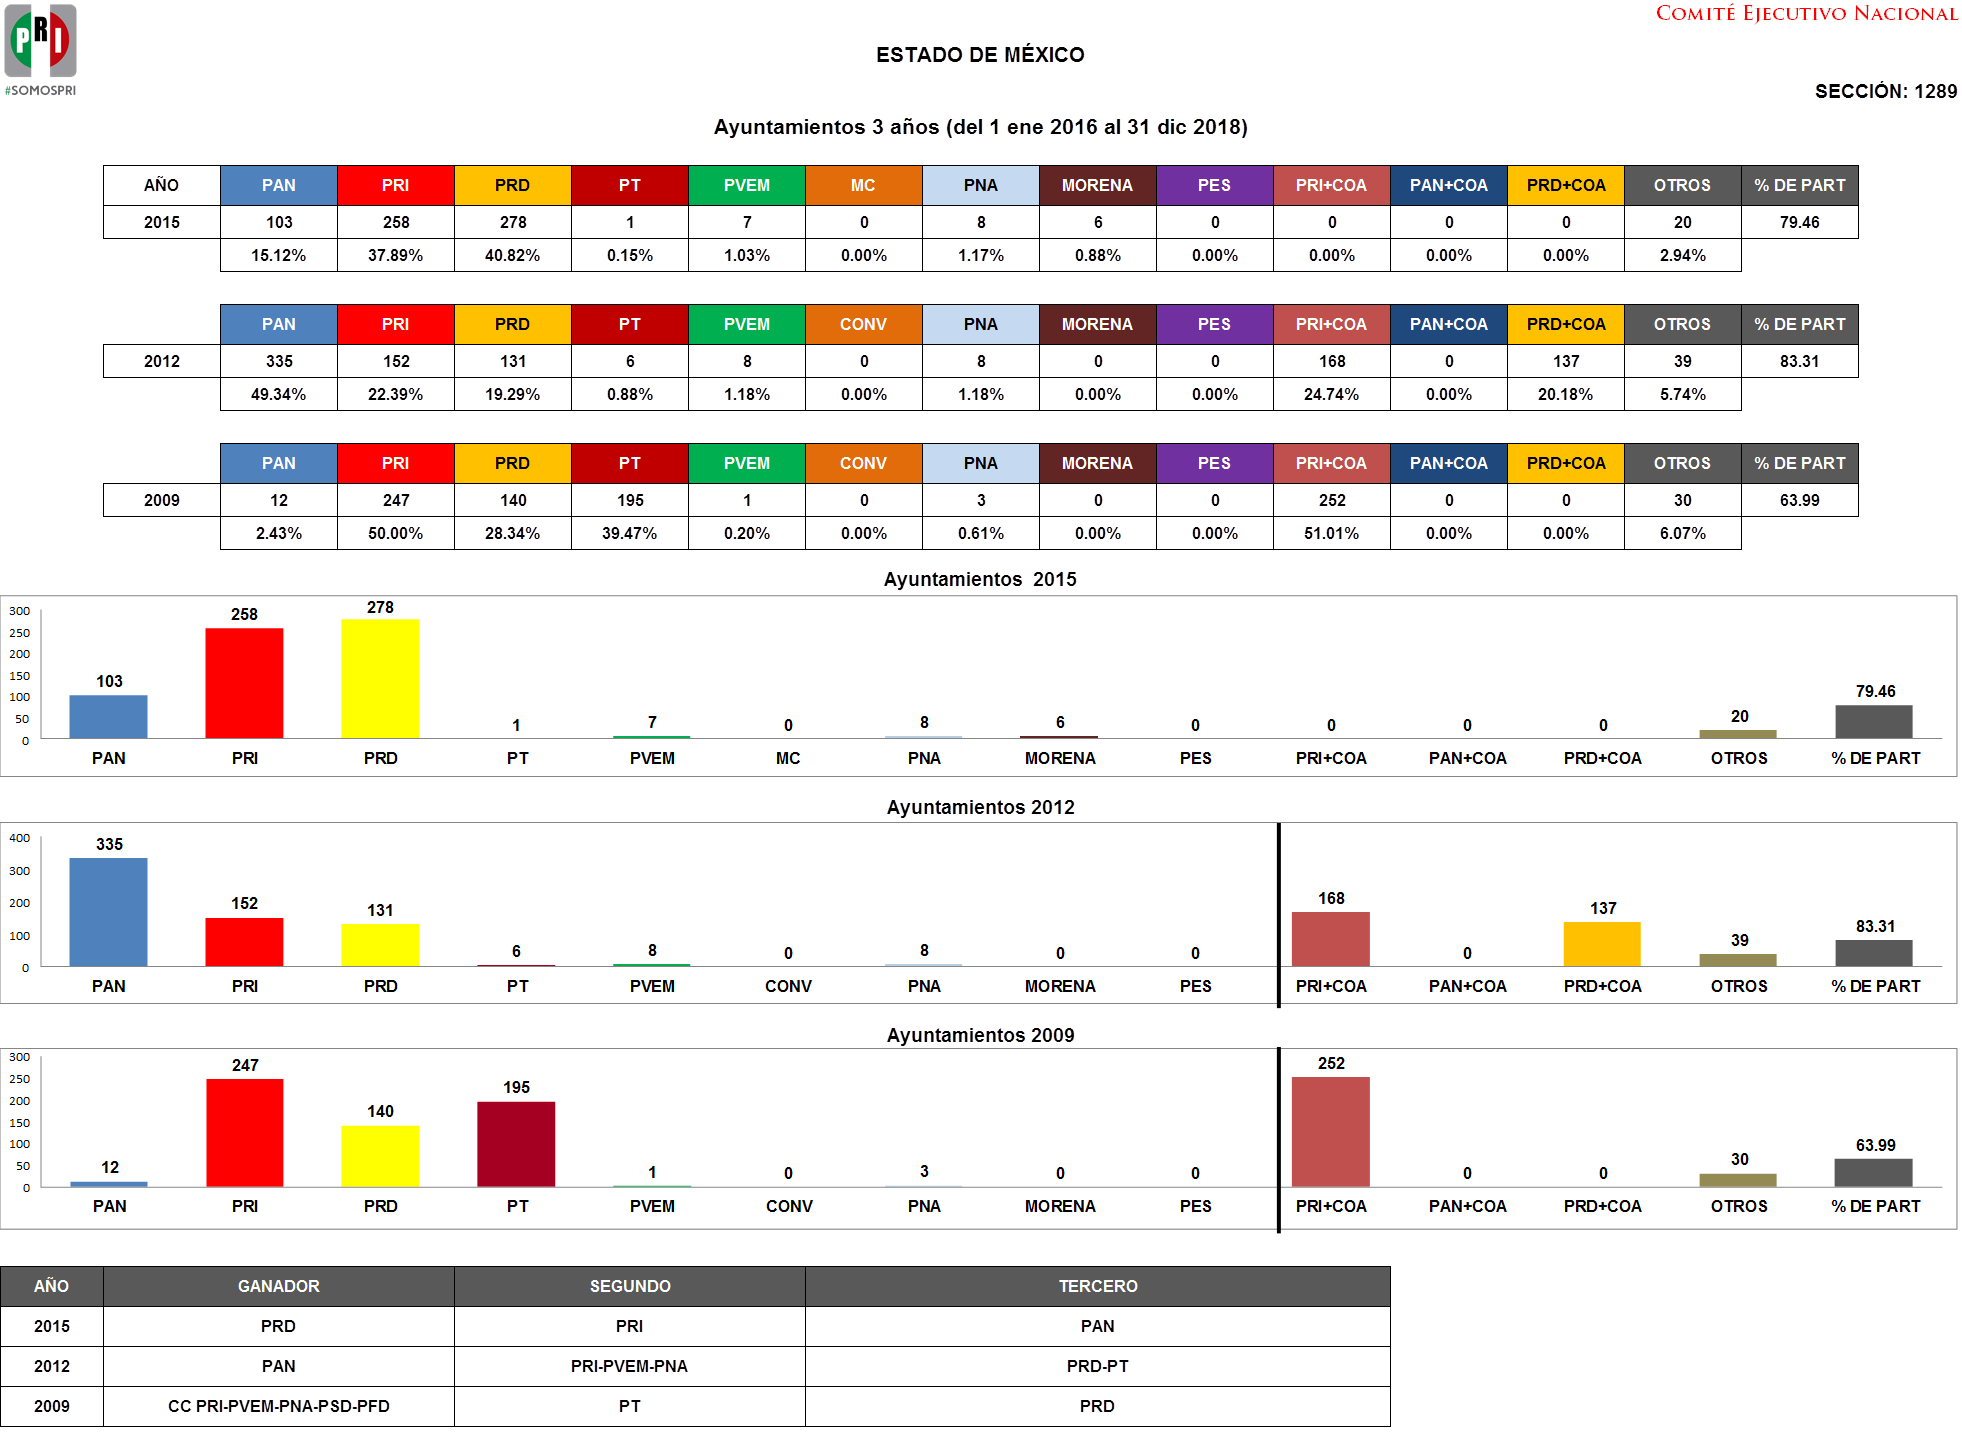 PRI
#SOMOSPRI
COMITÉ EJECUTIVO NACIONAL
ESTADO DE MÉXICO
SECCIÓN: 1289
Ayuntamientos 3 años (del 1 ene 2016 al 31 dic 2018)
AÑO PAN PRI PRD PT PVEM MC PNA MORENA PES PRI+COA PAN+COA PRD+COA OTROS % DE PART
2015 103 258 278 1 7 0 8 6 0 0 0 0 20 79.46
15.12% 37.89% 40.82% 0.15% 1.03% 0.00% 1.17% 0.88% 0.00% 0.00% 0.00% 0.00% 2.94%
PAN PRI PRD PT PVEM CONV PNA MORENA PES PRI+COA PAN+COA PRD+COA OTROS % DE PART
2012 335 152 131 6 8 0 8 0 0 168 0 137 39 83.31
49.34% 22.39% 19.29% 0.88% 1.18% 0.00% 1.18% 0.00% 0.00% 24.74% 0.00% 20.18% 5.74%
PAN PRI PRD PT PVEM CONV PNA MORENA PES PRI+COA PAN+COA PRD+COA OTROS % DE PART
2009 12 247 140 195 1 0 3 0 0 252 0 0 30 63.99
2.43% 50.00% 28.34% 39.47% 0.20% 0.00% 0.61% 0.00% 0.00% 51.01% 0.00% 0.00% 6.07%
Ayuntamientos 2015
300
250
200
150
100
50
0
103 258 278 1 7 0 8 6 0 0 0 0 20 79.46
PAN PRI PRD PT PVEM MC PNA MORENA PES PRI+COA PAN+COA PRD+COA OTROS % DE PART
Ayuntamientos 2012
400
300
200
100
0
335 152 131 6 8 0 8 0 0 168 0 137 39 83.31
PAN PRI PRD PT PVEM CONV PNA MORENA PES PRI+COA PAN+COA PRD+COA OTROS % DE PART
Ayuntamientos 2009
300
250
200
150
100
50
0
12 247 140 195 1 0 3 0 0 252 0 0 30 63.99
PAN PRI PRD PT PVEM CONV PNA MORENA PES PRI+COA PAN+COA PRD+COA OTROS % DE PART
AÑO GANADOR SEGUNDO TERCERO
2015 PRD PRI PAN
2012 PAN PRI-PVEM-PNA PRD-PT
2009 CC PRI-PVEM-PNA-PSD-PFD PT PRD